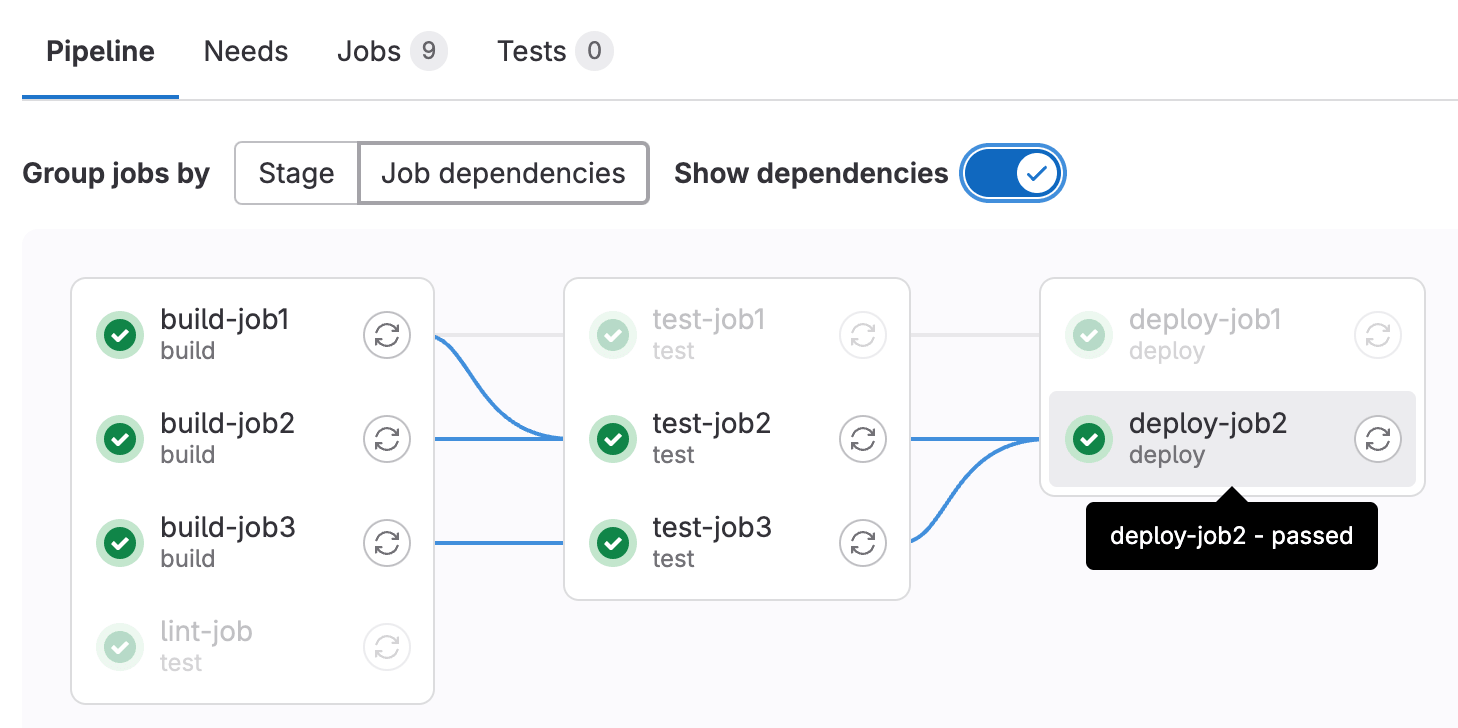 Pipeline Needs Jobs 9 Tests 0
Group jobs by Stage Job dependencies Show dependencies
build-job1
build
build-job2
build
build-job3
build
lint-job
test
test-job1
test
test-job2
test
test-job3
test
deploy-job1
deploy
deploy-job2
deploy
deploy-job2 - passed